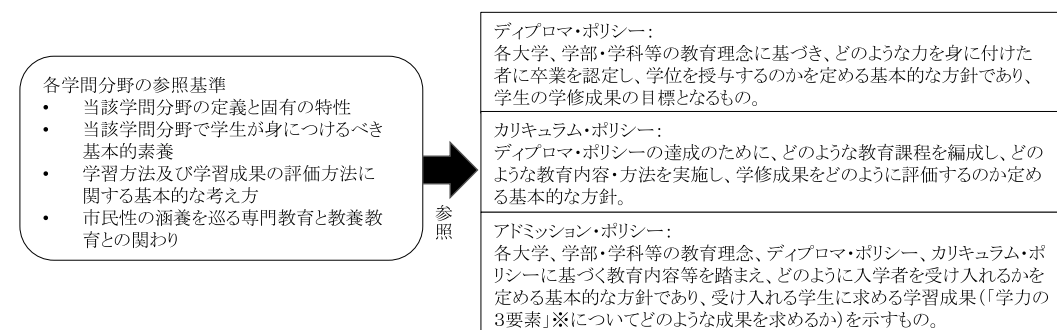 各学問分野の参照基準
• 当該学問分野の定義と固有の特性
• 当該学問分野で学生が身につけるべき
基本的素養
• 学習方法及び学習成果の評価方法に
関する基本的な考え方
• 市民性の涵養を巡る専門教育と教養教
育との関わり
参照
ディプロマ・ポリシー：
各大学、学部・学科等の教育理念に基づき、どのような力を身に付けた
者に卒業を認定し、学位を授与するのかを定める基本的な方針であり、
学生の学修成果の目標となるもの。
カリキュラム・ポリシー：
ディプロマ・ポリシーの達成のために、どのような教育課程を編成し、どの
ような教育内容・方法を実施し、学修成果をどのように評価するのか定め
る基本的な方針。
アドミッション・ポリシー：
各大学、学部・学科等の教育理念、ディプロマ・ポリシー、カリキュラム・ポ
リシーに基づく教育内容等を踏まえ、どのように入学者を受け入れるかを
定める基本的な方針であり、受け入れる学生に求める学習成果（「学力の
３要素」※についてどのような成果を求めるか）を示すもの。